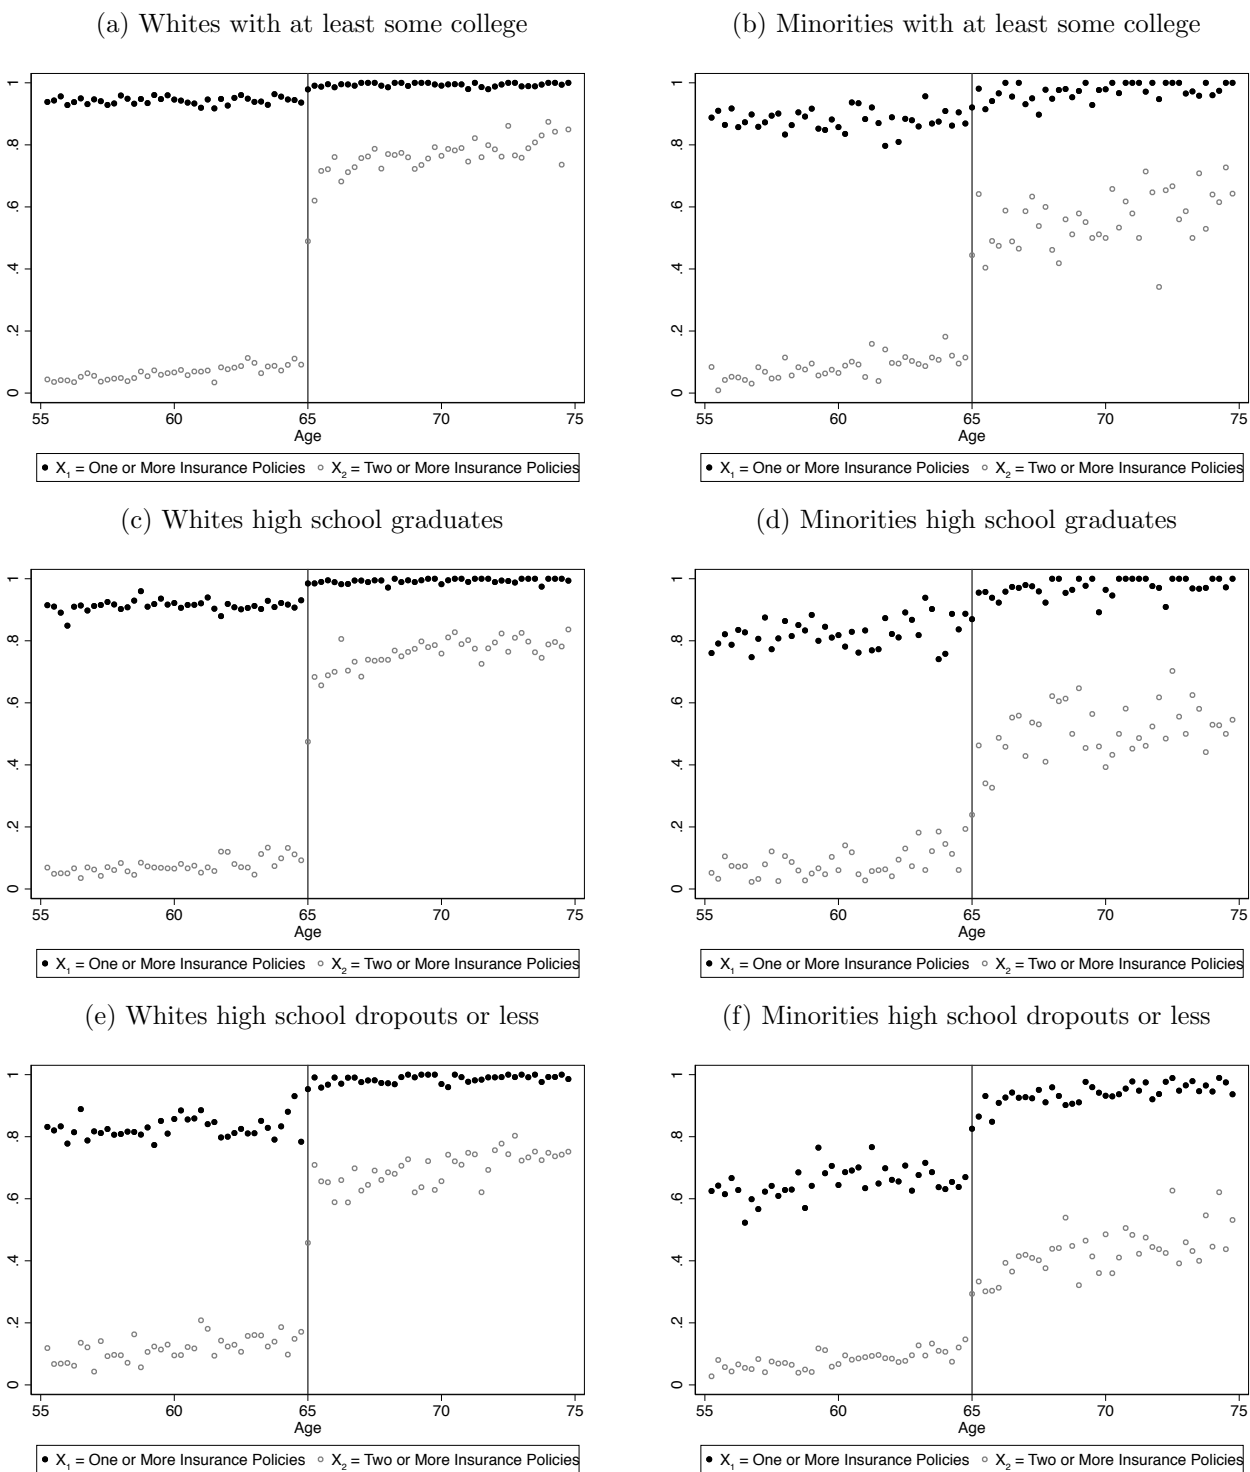 (a) Whites with at least some college
(b) Minorities with at least some college
1
.8
.6
.4
.2
0
55 60 65 70 75
Age
X1 = One or More Insurance Policies X2 = Two or More Insurance Policies
1
.8
.6
.4
.2
0
55 60 65 70 75
Age
X1 = One or More Insurance Policies X2 = Two or More Insurance Policies
(c) Whites high school graduates
(d) Minorities high school graduates
1
.8
.6
.4
.2
0
55 60 65 70 75
Age
X1 = One or More Insurance Policies X2 = Two or More Insurance Policies
1
.8
.6
.4
.2
0
55 60 65 70 75
Age
X1 = One or More Insurance Policies X2 = Two or More Insurance Policies
(e) Whites high school dropouts or less
(f) Minorities high school dropouts or less
1
.8
.6
.4
.2
0
55 60 65 70 75
Age
X1 = One or More Insurance Policies X2 = Two or More Insurance Policies
1
.8
.6
.4
.2
0
55 60 65 70 75
Age
X1 = One or More Insurance Policies X2 = Two or More Insurance Policies